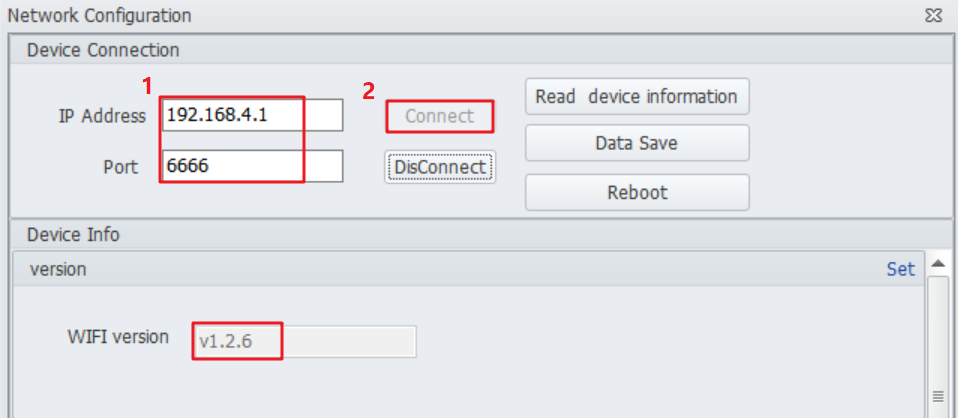 Network Configuration
Device Connection
1
2
IP Address 192.168.4.1 Connect Read device information
Data Save
Port 6666 DisConnect
Reboot
Device Info
version Set
WIFI version v1.2.6